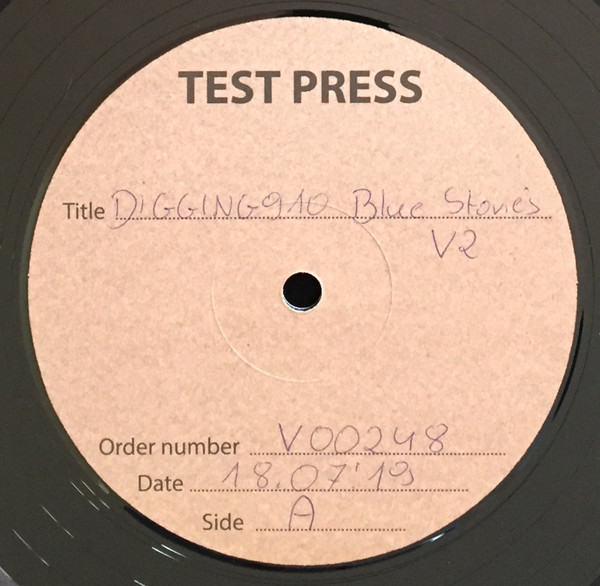 TEST PRESS
Title DiGGING910 Blue Stories
V2
Order number V00248
Date 18.07'19
Side A